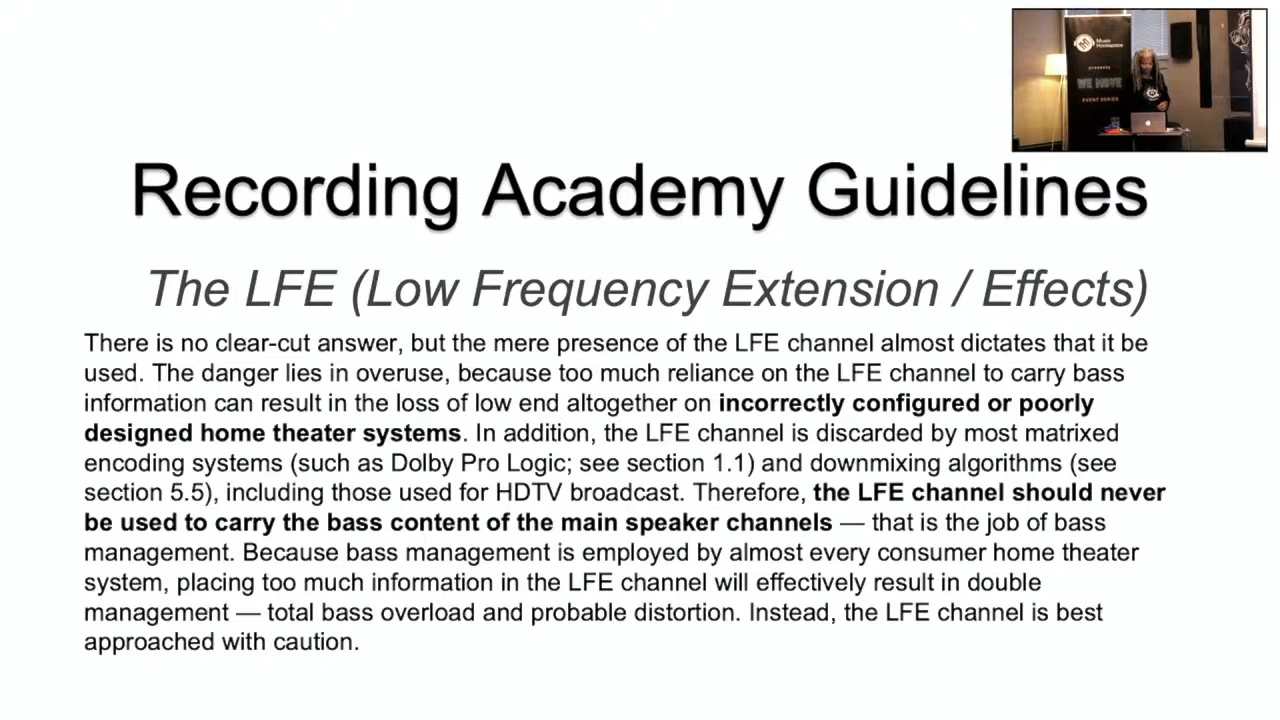 Music
Hackspace
presents
WE MOVE
EVENT SERIES
Recording Academy Guidelines
The LFE (Low Frequency Extension / Effects)
There is no clear-cut answer, but the mere presence of the LFE channel almost dictates that it be
used. The danger lies in overuse, because too much reliance on the LFE channel to carry bass
information can result in the loss of low end altogether on incorrectly configured or poorly
designed home theater systems. In addition, the LFE channel is discarded by most matrixed
encoding systems (such as Dolby Pro Logic; see section 1.1) and downmixing algorithms (see
section 5.5), including those used for HDTV broadcast. Therefore, the LFE channel should never
be used to carry the bass content of the main speaker channels — that is the job of bass
management. Because bass management is employed by almost every consumer home theater
system, placing too much information in the LFE channel will effectively result in double
management — total bass overload and probable distortion. Instead, the LFE channel is best
approached with caution.